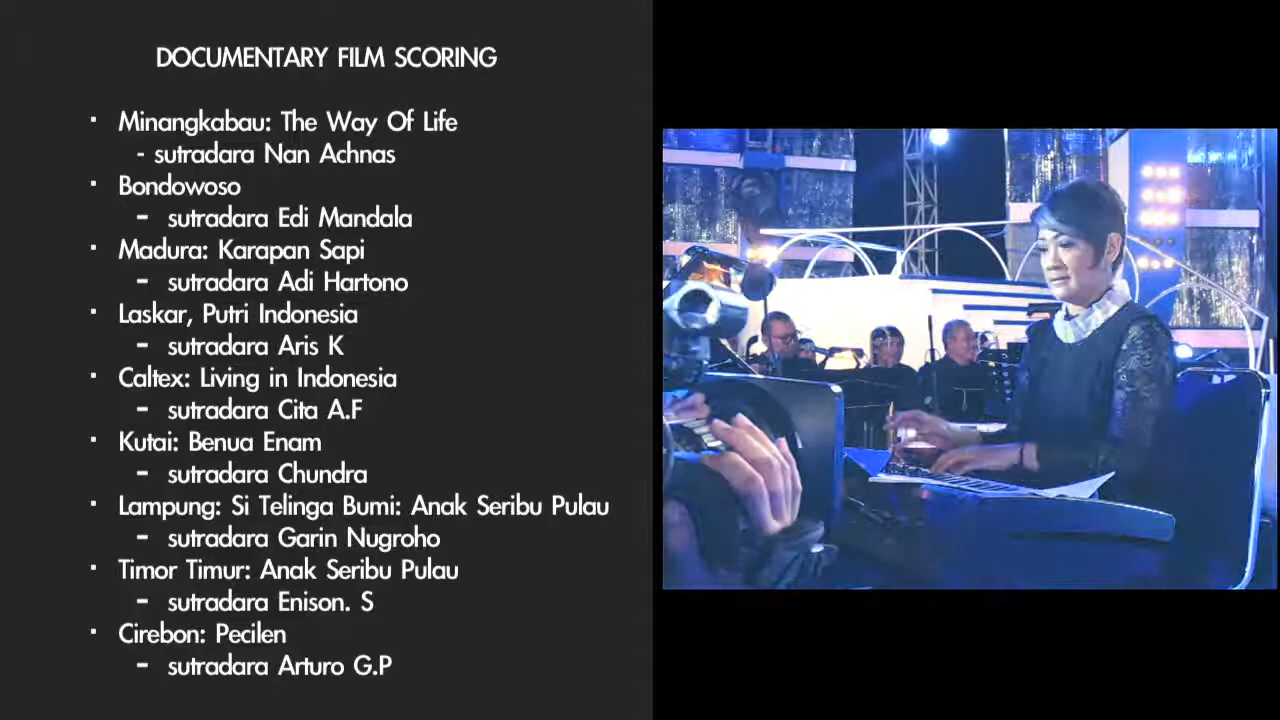 DOCUMENTARY FILM SCORING
· Minangkabau: The Way Of Life
- sutradara Nan Achnas
· Bondowoso
– sutradara Edi Mandala
· Madura: Karapan Sapi
– sutradara Adi Hartono
· Laskar, Putri Indonesia
– sutradara Aris K
· Caltex: Living in Indonesia
– sutradara Cita A.F
· Kutai: Benua Enam
– sutradara Chundra
· Lampung: Si Telinga Bumi: Anak Seribu Pulau
– sutradara Garin Nugroho
· Timor Timur: Anak Seribu Pulau
– sutradara Enison. S
· Cirebon: Pecilen
– sutradara Arturo G.P